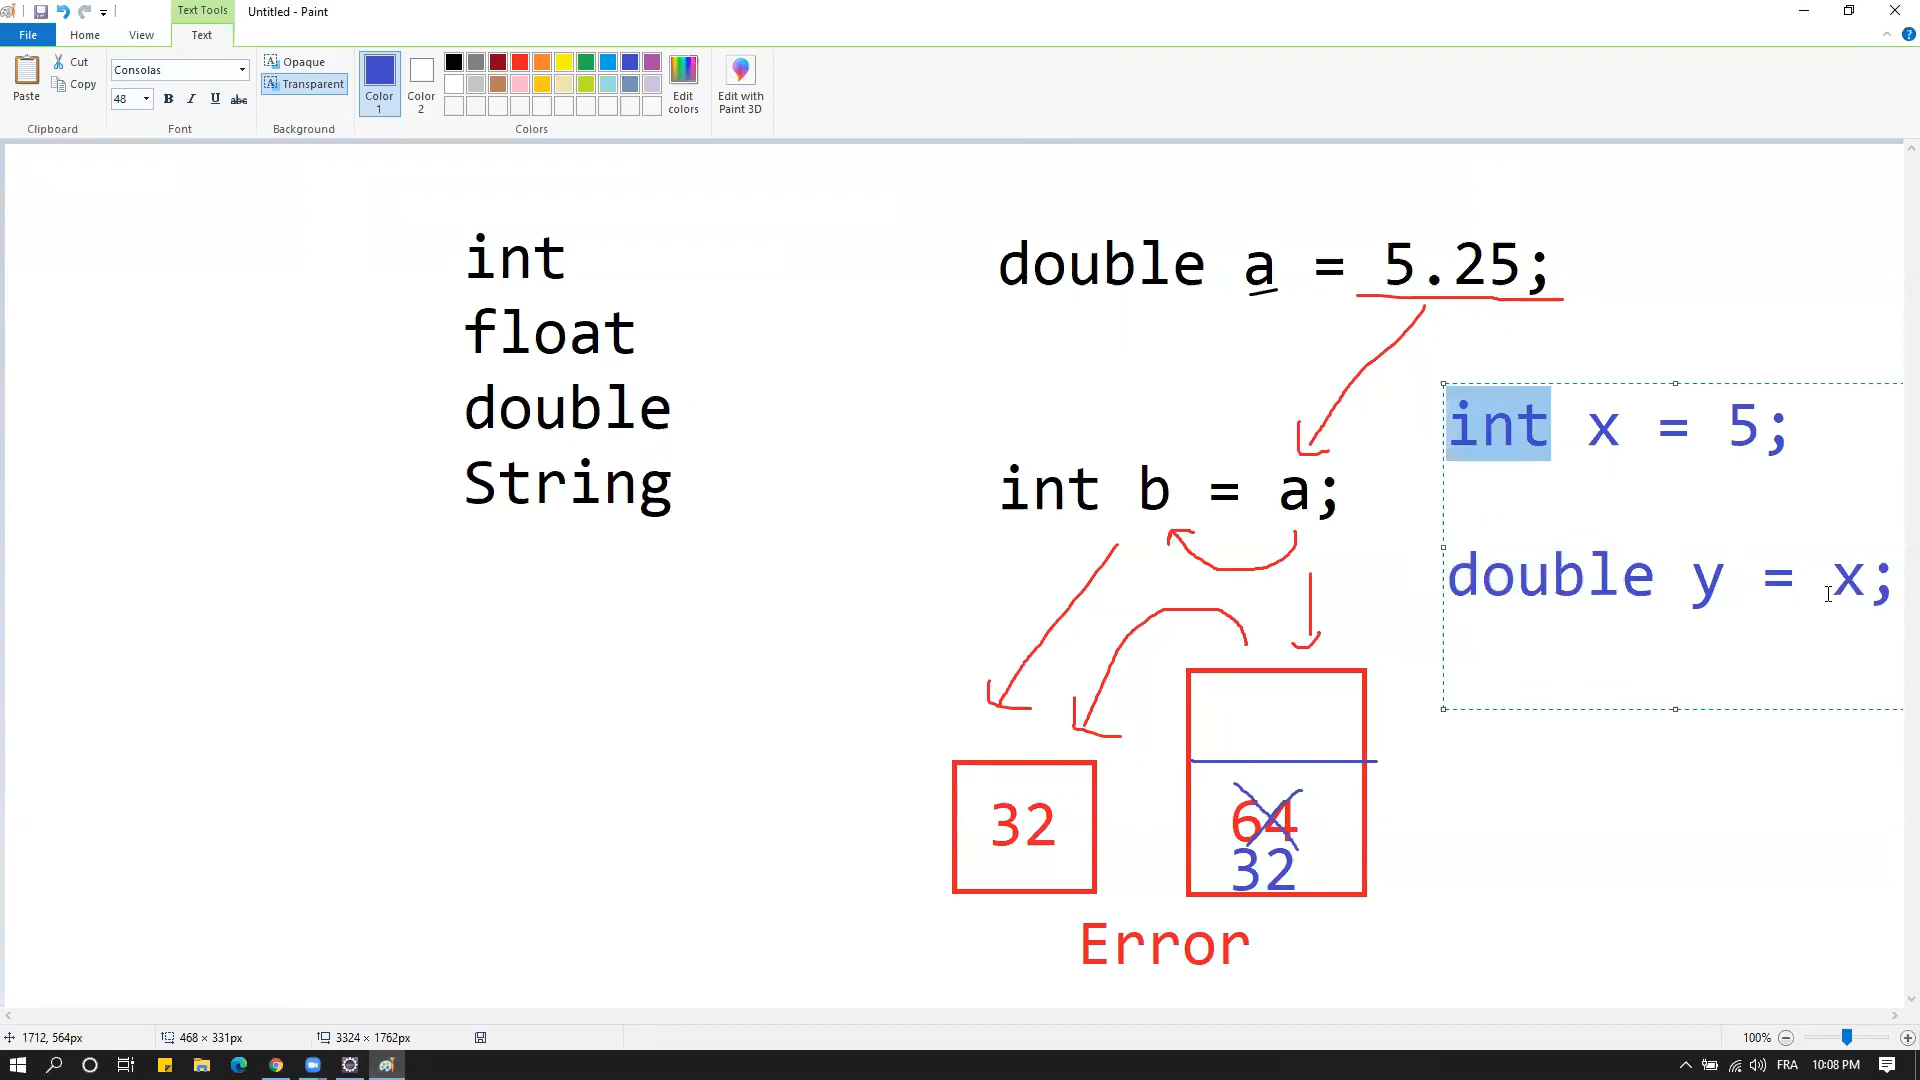 Text Tools
Untitled - Paint
File
Home
View
Text
Paste
Cut
Copy
Clipboard
Consolas
48
B
I
U
abc
Font
Opaque
Transparent
Background
Color
1
Color
2
Edit
colors
Colors
Edit with
Paint 3D
int
float
double
String
double a = 5.25;
int b = a;
int x = 5;
double y = x;
32
64
32
Error
1712, 564px
468 × 331px
3324 × 1762px
100%
FRA
10:08 PM